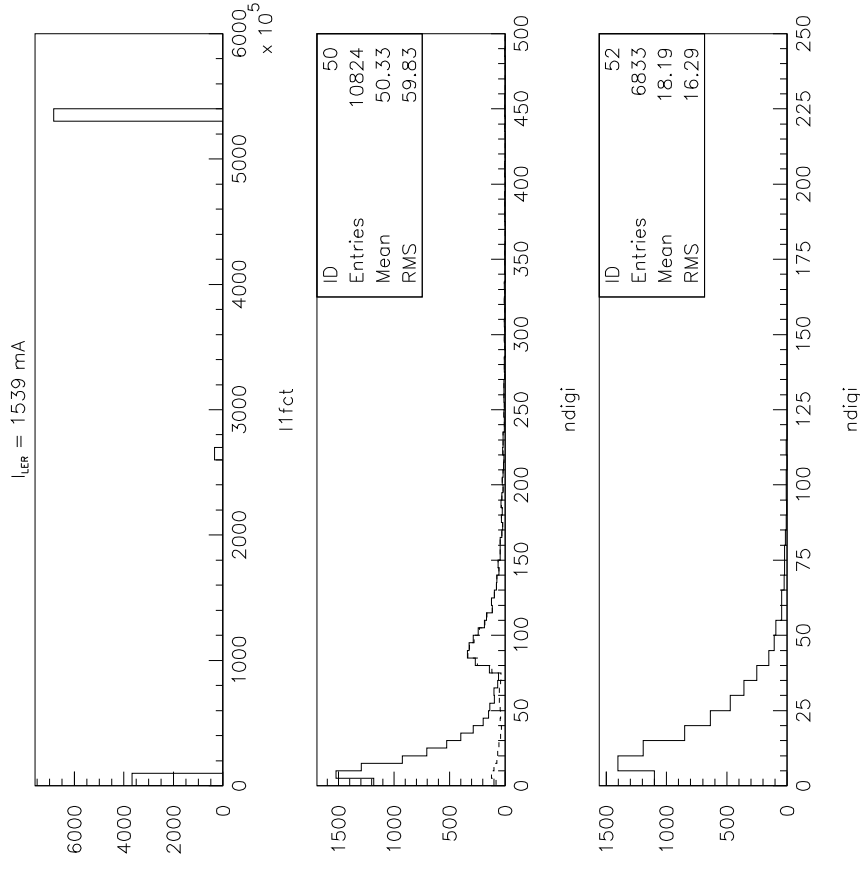 I_LER = 1539 mA
6000
4000
2000
0
0 1000 2000 3000 4000 5000 6000
x 10^5
l1fct
ID 50
Entries 10824
Mean 50.33
RMS 59.83
1500
1000
500
0
0 50 100 150 200 250 300 350 400 450 500
ndigi
ID 52
Entries 6833
Mean 18.19
RMS 16.29
1500
1000
500
0
0 25 50 75 100 125 150 175 200 225 250
ndigi